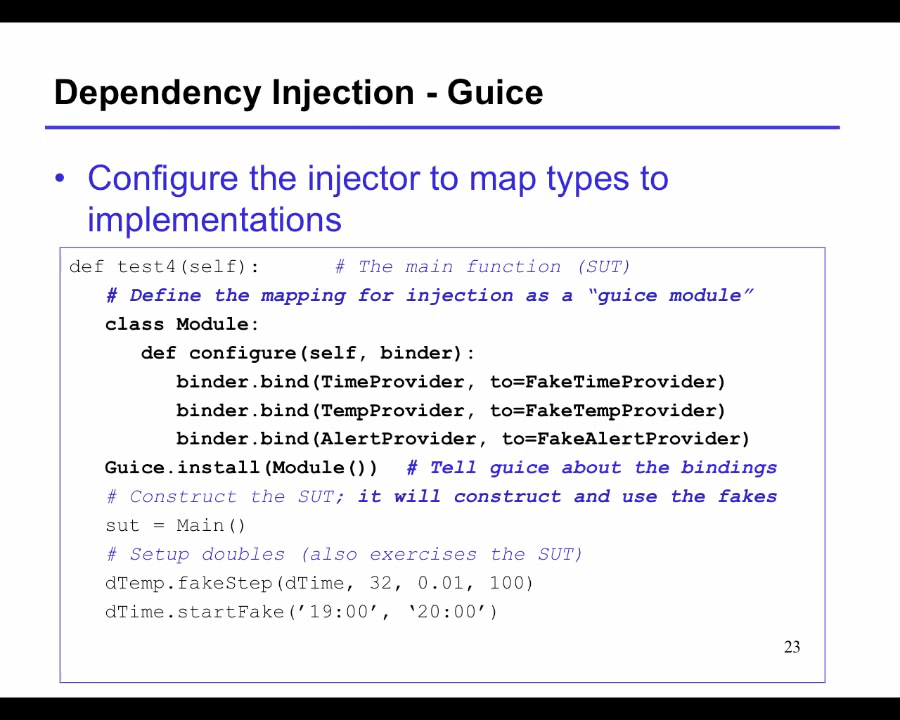 Dependency Injection - Guice
• Configure the injector to map types to
implementations
def test4(self): # The main function (SUT)
# Define the mapping for injection as a “guice module”
class Module:
def configure(self, binder):
binder.bind(TimeProvider, to=FakeTimeProvider)
binder.bind(TempProvider, to=FakeTempProvider)
binder.bind(AlertProvider, to=FakeAlertProvider)
Guice.install(Module()) # Tell guice about the bindings
# Construct the SUT; it will construct and use the fakes
sut = Main()
# Setup doubles (also exercises the SUT)
dTemp.fakeStep(dTime, 32, 0.01, 100)
dTime.startFake(’19:00’, ‘20:00’)
23